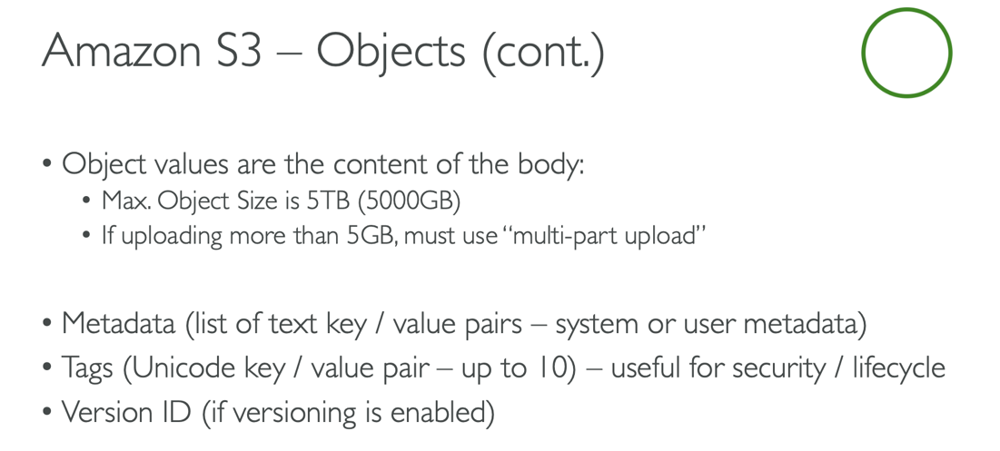 Amazon S3 – Objects (cont.)
• Object values are the content of the body:
• Max. Object Size is 5TB (5000GB)
• If uploading more than 5GB, must use “multi-part upload”
• Metadata (list of text key / value pairs – system or user metadata)
• Tags (Unicode key / value pair – up to 10) – useful for security / lifecycle
• Version ID (if versioning is enabled)